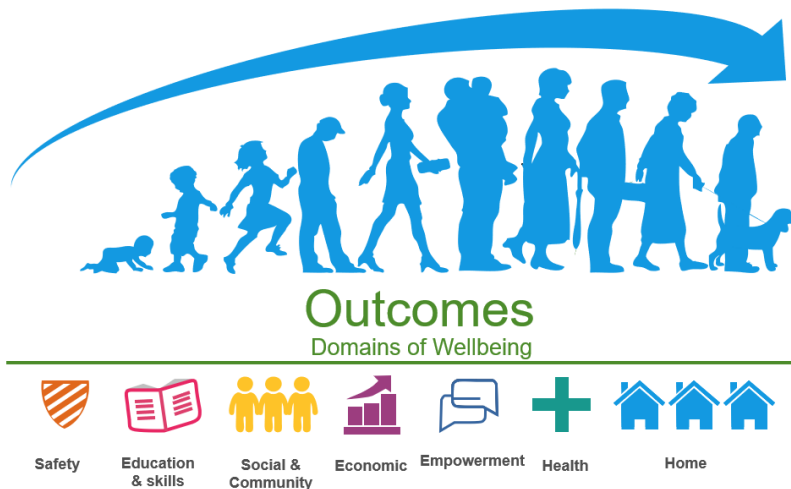 Outcomes
Domains of Wellbeing
Safety
Education
& skills
Social &
Community
Economic
Empowerment
Health
Home